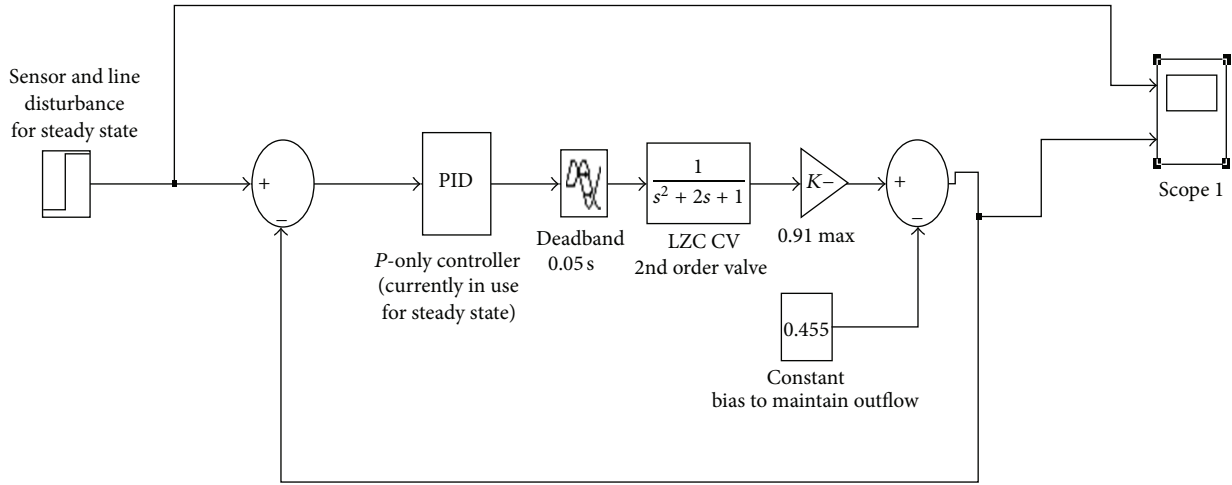 Sensor and line
disturbance
for steady state
+
−
PID
P-only controller
(currently in use
for steady state)
Deadband
0.05 s
1
s² + 2s + 1
LZC CV
2nd order valve
K−
0.91 max
+
−
0.455
Constant
bias to maintain outflow
Scope 1